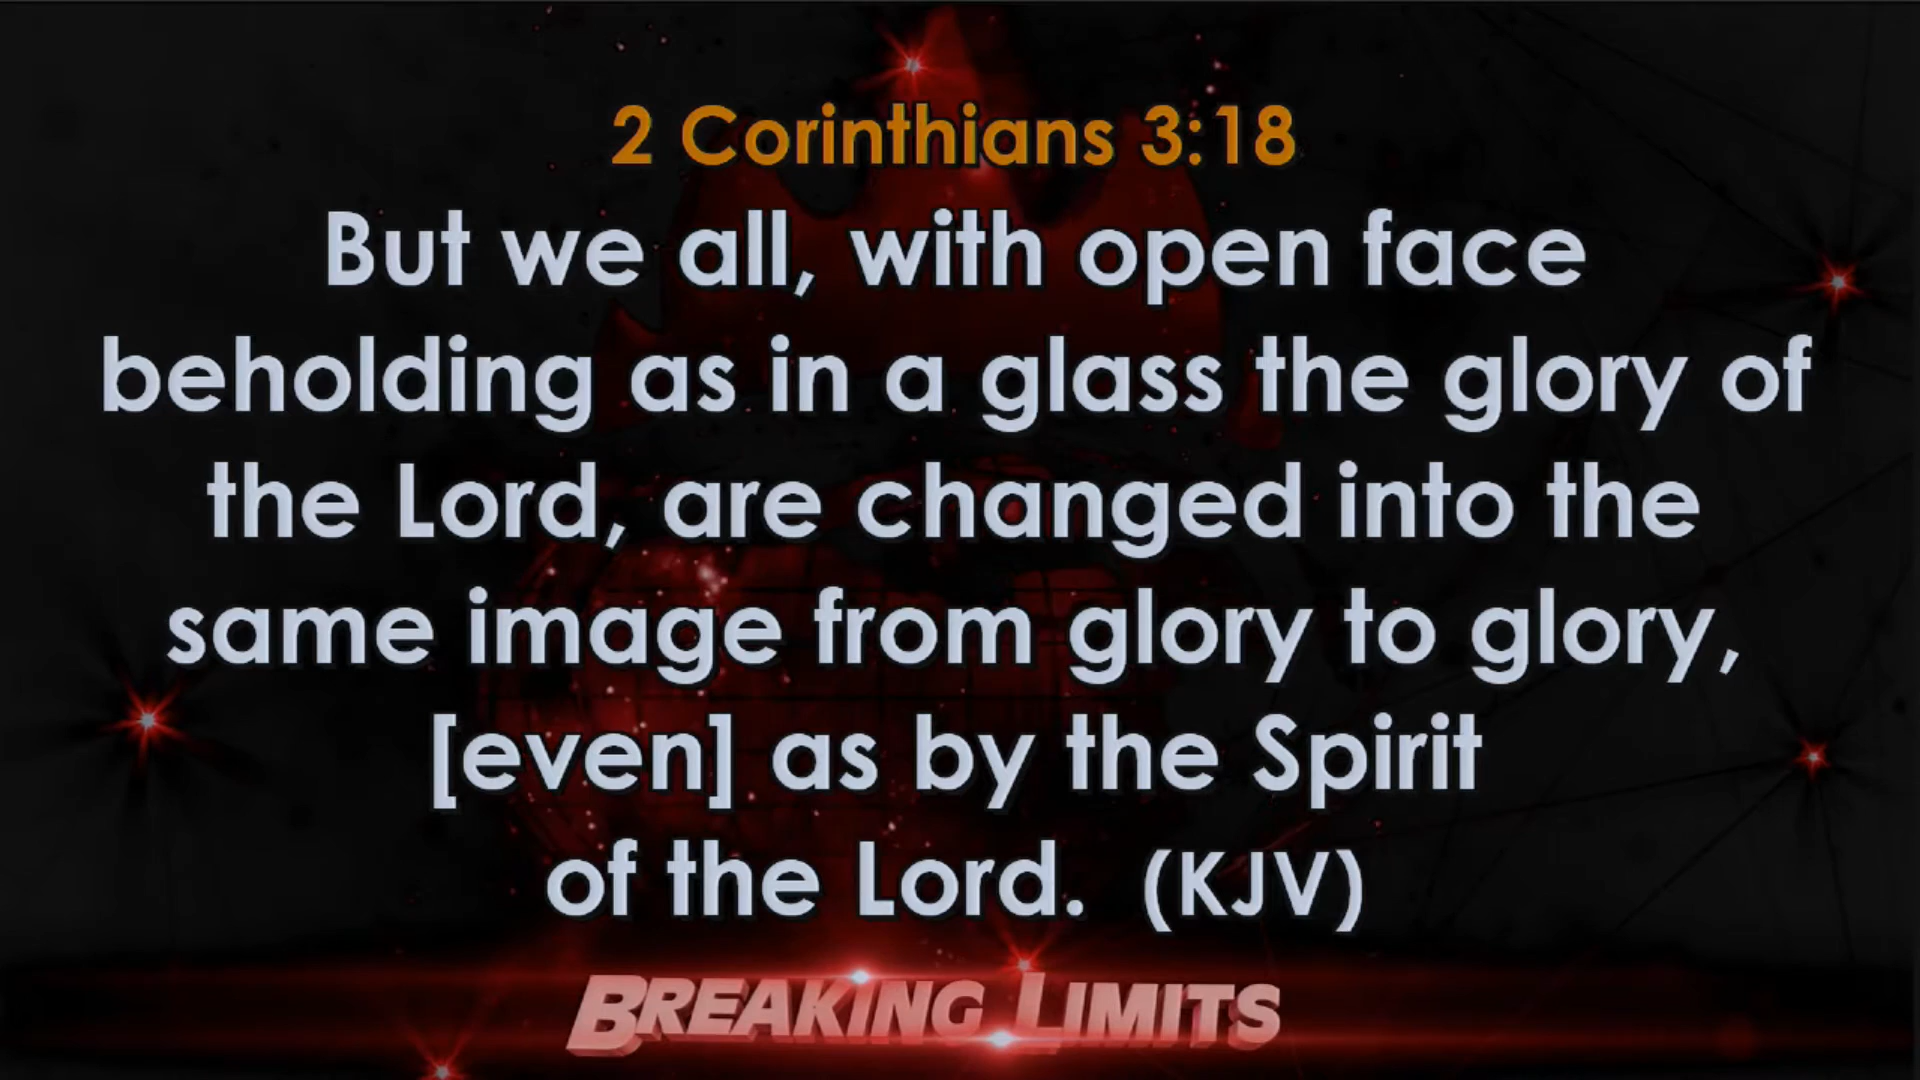 2 Corinthians 3:18
But we all, with open face
beholding as in a glass the glory of
the Lord, are changed into the
same image from glory to glory,
[even] as by the Spirit
of the Lord. (KJV)
BREAKING LIMITS